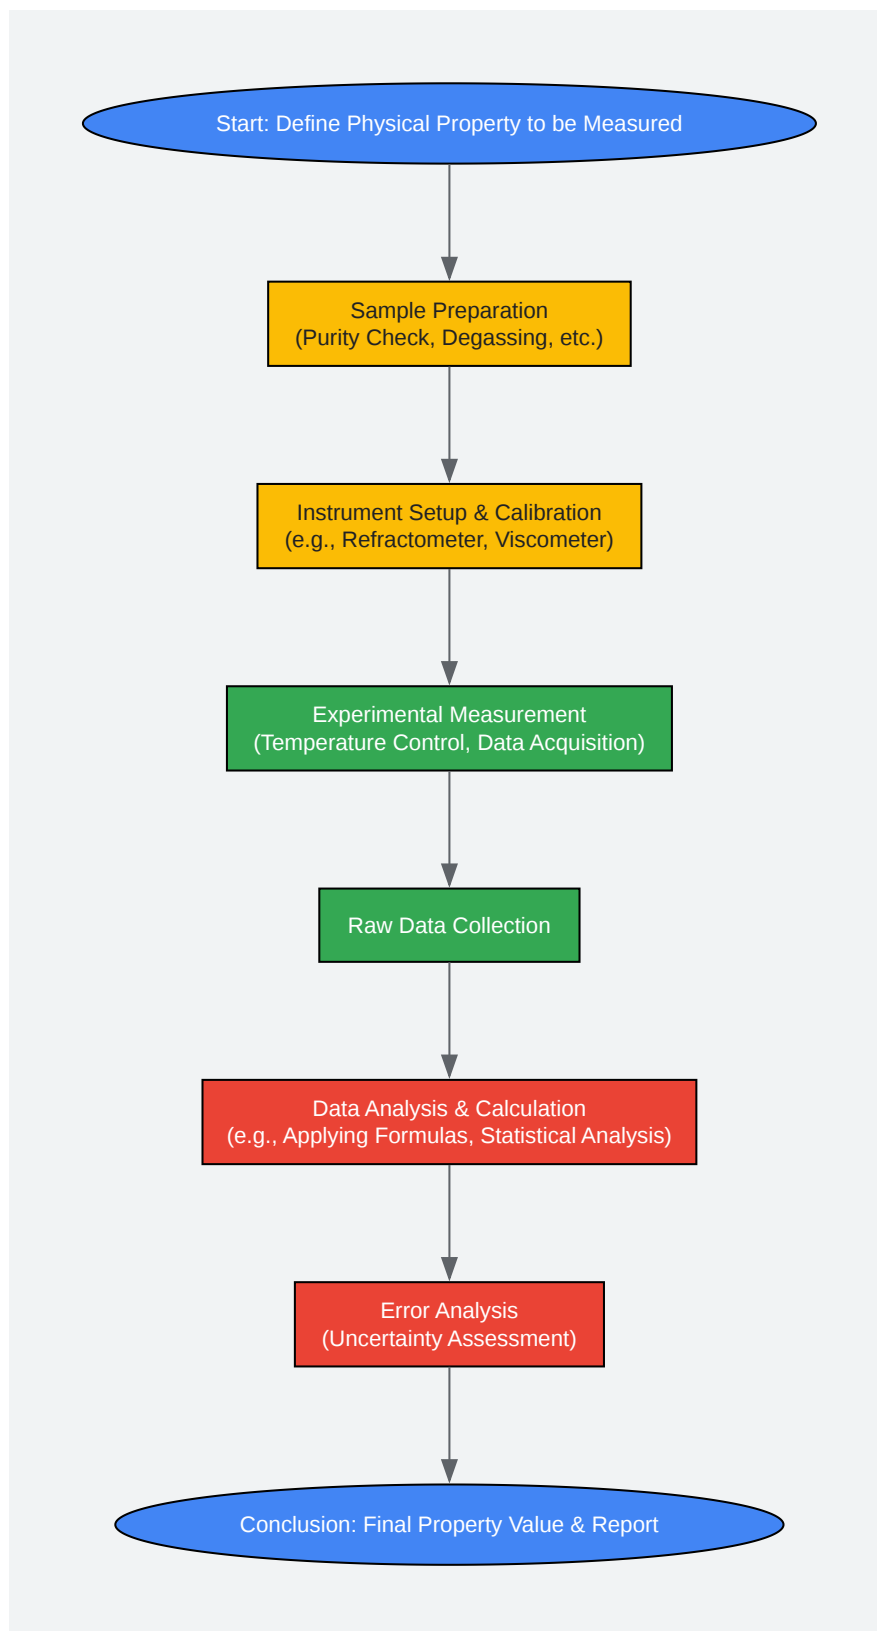 Start: Define Physical Property to be Measured
Sample Preparation
(Purity Check, Degassing, etc.)
Instrument Setup & Calibration
(e.g., Refractometer, Viscometer)
Experimental Measurement
(Temperature Control, Data Acquisition)
Raw Data Collection
Data Analysis & Calculation
(e.g., Applying Formulas, Statistical Analysis)
Error Analysis
(Uncertainty Assessment)
Conclusion: Final Property Value & Report